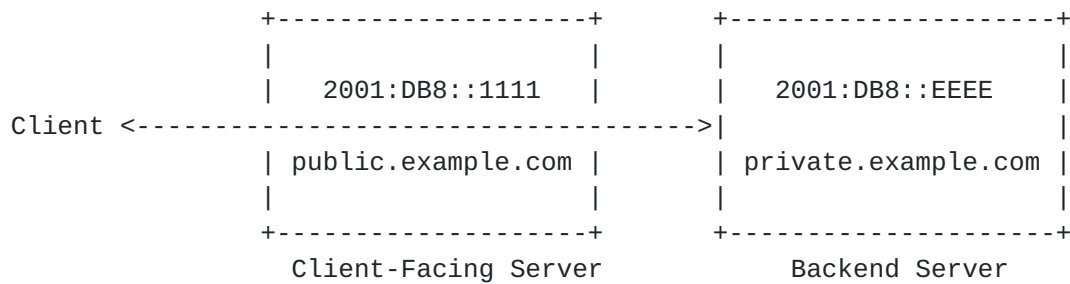 +--------------------+       +---------------------+
|                    |       |                     |
|   2001:DB8::1111   |       |   2001:DB8::EEEE    |
Client <------------------------------------>|                     |
| public.example.com |       | private.example.com |
|                    |       |                     |
+--------------------+       +---------------------+
Client-Facing Server            Backend Server